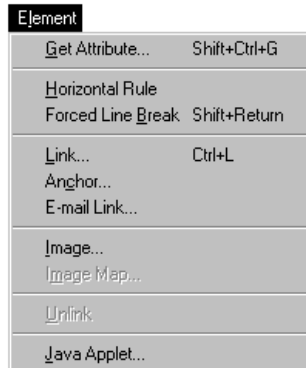 Element
Get Attribute... Shift+Ctrl+G
Horizontal Rule
Forced Line Break Shift+Return
Link... Ctrl+L
Anchor...
E-mail Link...
Image...
Image Map...
Unlink
Java Applet...